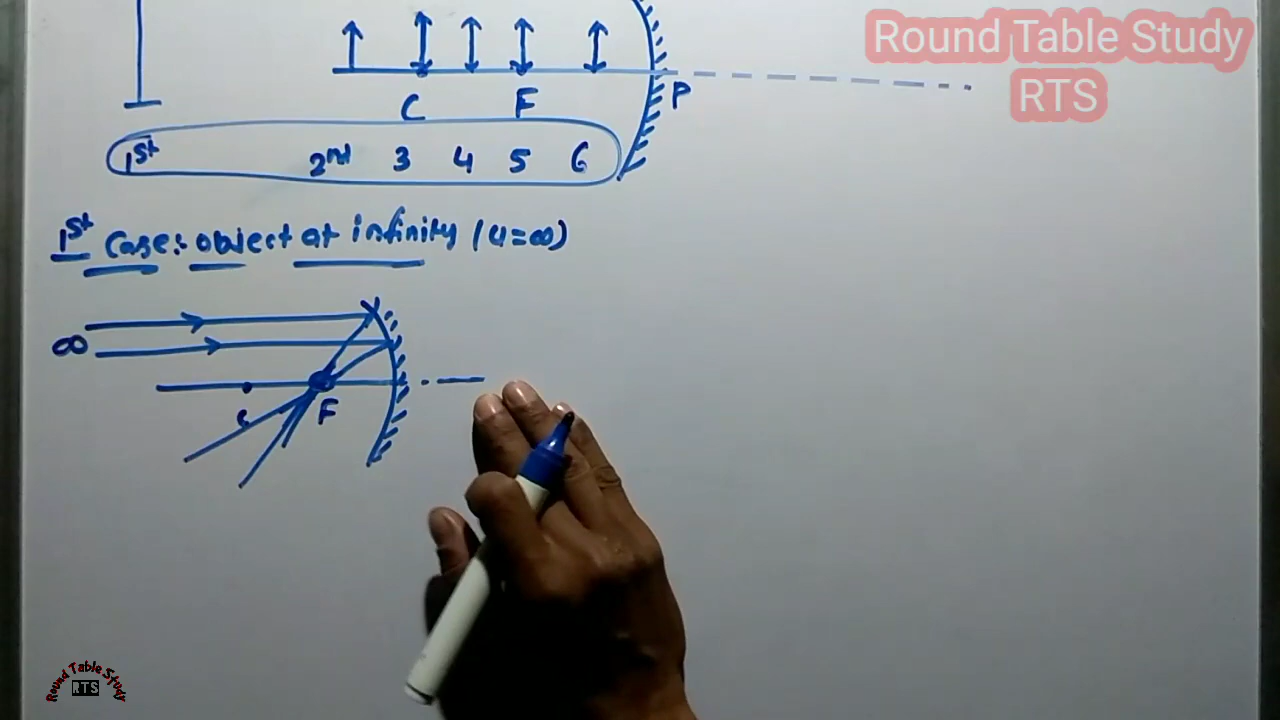 Round Table Study
RTS
C F P
1st 2nd 3 4 5 6
1st Case: object at infinity (u=∞)
∞
C F
Round Table Study
RTS